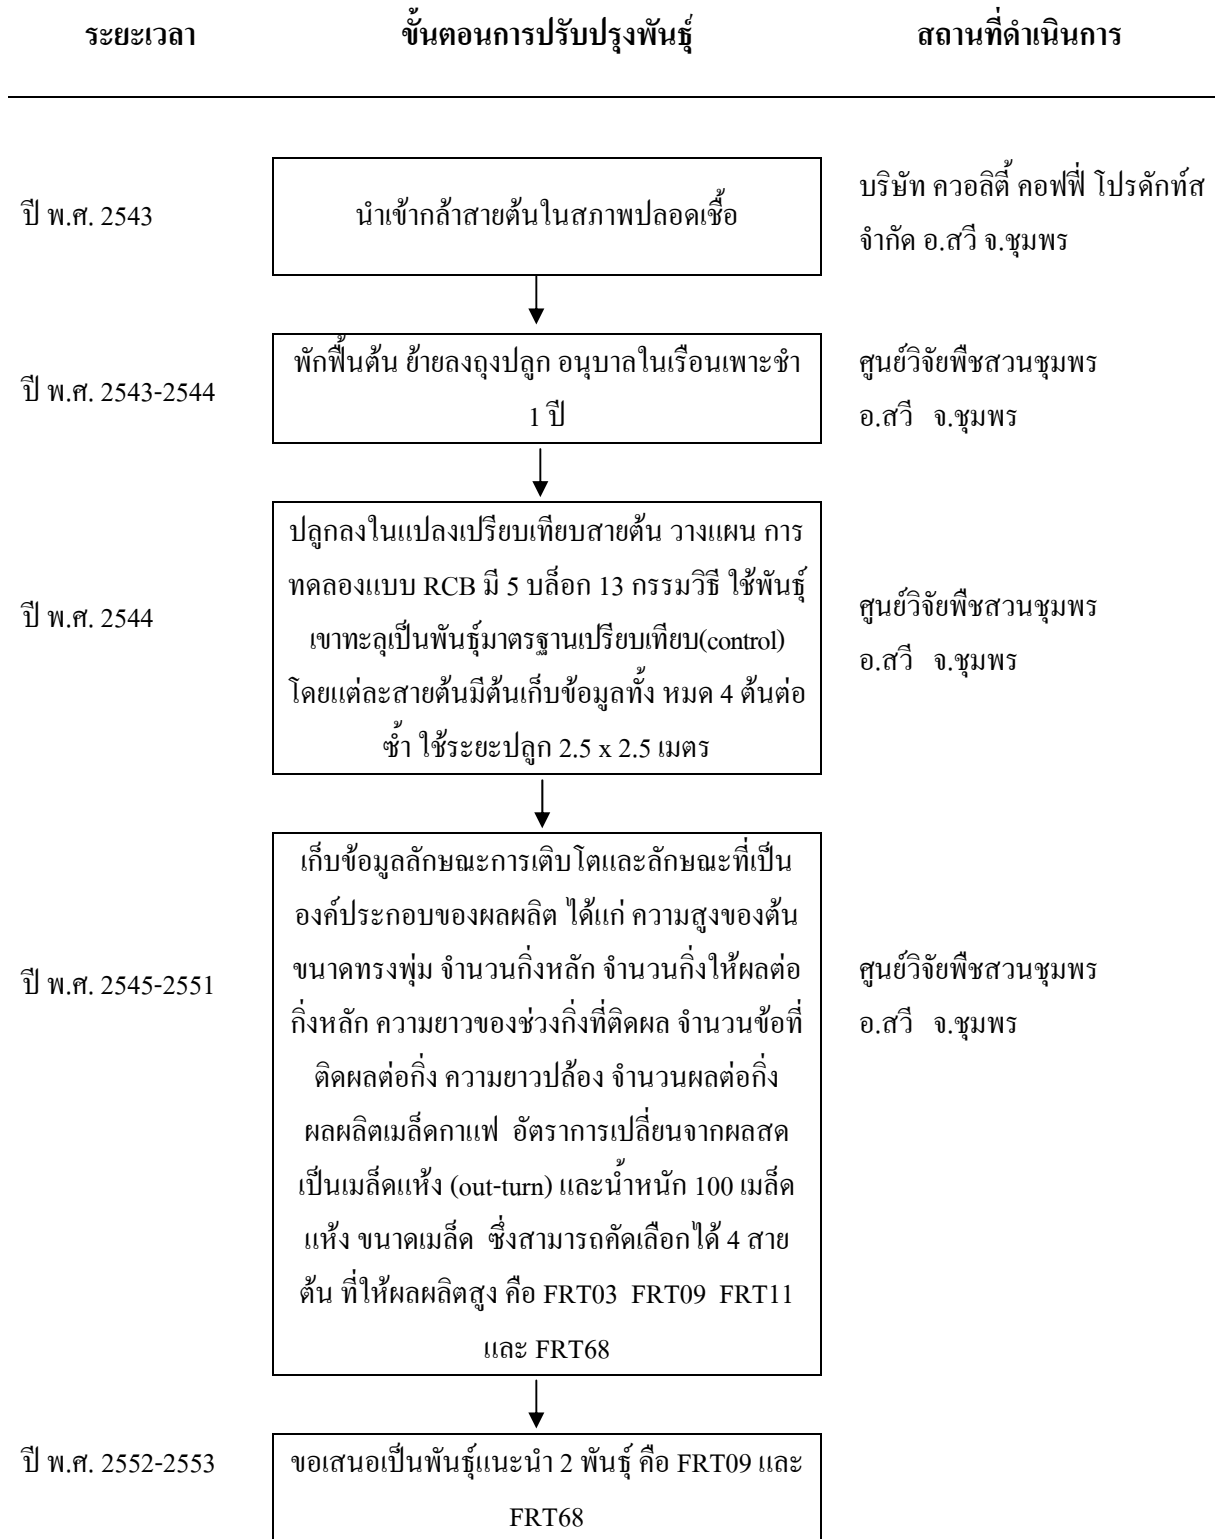 ระยะเวลา ขั้นตอนการปรับปรุงพันธุ์ สถานที่ดำเนินการ
ปี พ.ศ. 2543
นำเข้ากล้าสายต้นในสภาพปลอดเชื้อ
บริษัท ควอลิตี้ คอฟฟี่ โปรดักท์ส
จำกัด อ.สวี จ.ชุมพร
ปี พ.ศ. 2543-2544
พักฟื้นต้น ย้ายลงถุงปลูก อนุบาลในเรือนเพาะชำ
1 ปี
ศูนย์วิจัยพืชสวนชุมพร
อ.สวี จ.ชุมพร
ปี พ.ศ. 2544
ปลูกลงในแปลงเปรียบเทียบสายต้น วางแผน การ
ทดลองแบบ RCB มี 5 บล็อก 13 กรรมวิธี ใช้พันธุ์
เขาทะลุเป็นพันธุ์มาตรฐานเปรียบเทียบ(control)
โดยแต่ละสายต้นมีต้นเก็บข้อมูลทั้ง หมด 4 ต้นต่อ
ซ้ำ ใช้ระยะปลูก 2.5 x 2.5 เมตร
ศูนย์วิจัยพืชสวนชุมพร
อ.สวี จ.ชุมพร
ปี พ.ศ. 2545-2551
เก็บข้อมูลลักษณะการเติบโตและลักษณะที่เป็น
องค์ประกอบของผลผลิต ได้แก่ ความสูงของต้น
ขนาดทรงพุ่ม จำนวนกิ่งหลัก จำนวนกิ่งให้ผลต่อ
กิ่งหลัก ความยาวของช่วงกิ่งที่ติดผล จำนวนข้อที่
ติดผลต่อกิ่ง ความยาวปล้อง จำนวนผลต่อกิ่ง
ผลผลิตเมล็ดกาแฟ อัตราการเปลี่ยนจากผลสด
เป็นเมล็ดแห้ง (out-turn) และน้ำหนัก 100 เมล็ด
แห้ง ขนาดเมล็ด ซึ่งสามารถคัดเลือกได้ 4 สาย
ต้น ที่ให้ผลผลิตสูง คือ FRT03 FRT09 FRT11
และ FRT68
ศูนย์วิจัยพืชสวนชุมพร
อ.สวี จ.ชุมพร
ปี พ.ศ. 2552-2553
ขอเสนอเป็นพันธุ์แนะนำ 2 พันธุ์ คือ FRT09 และ
FRT68